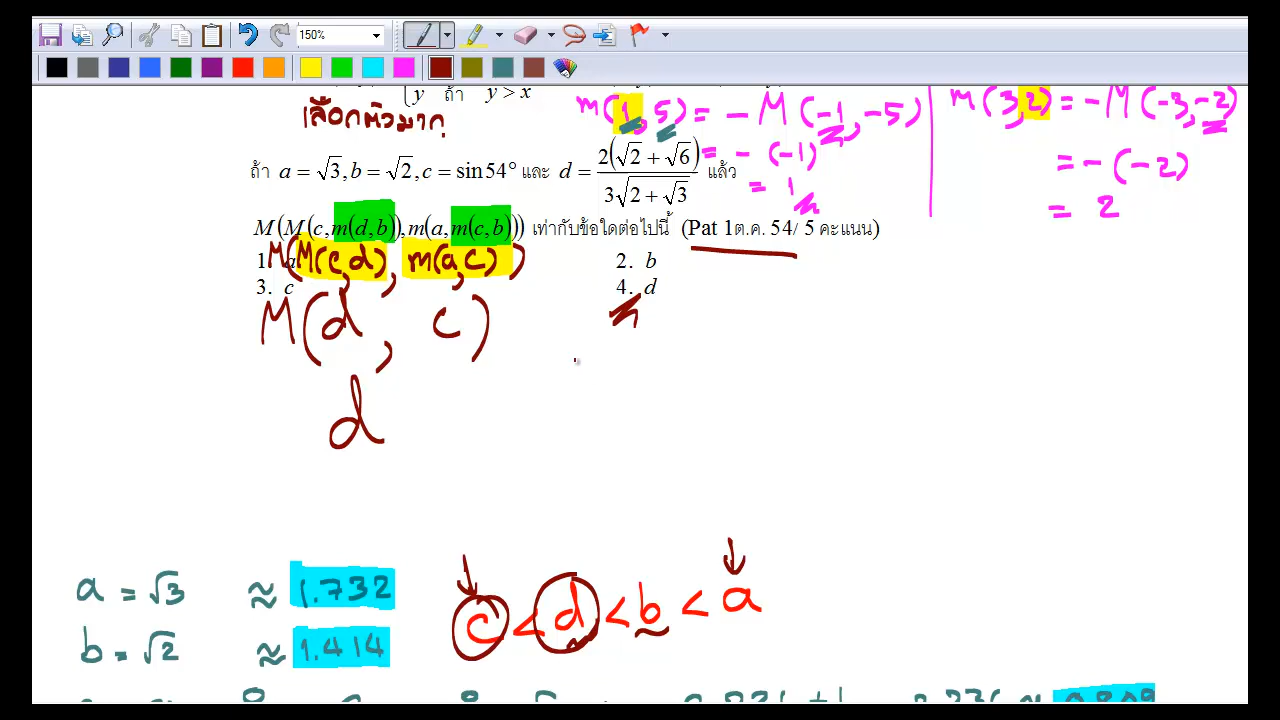 150%
y ถ้า y > x
เลือกตัวมาก
m(1, 5) = - M(-1, -5)
= - (-1)
= 1
m(3,2) = - M(-3, -2)
= - (-2)
= 2
ถ้า a = √3, b = √2, c = sin 54° และ d = 2(√2 + √6) / 3√(2 + √3) แล้ว
M(M(c, m(d, b)), m(a, m(c, b))) เท่ากับข้อใดต่อไปนี้ (Pat 1ต.ค. 54/ 5 คะแนน)
1. a 2. b
M(M(c,d), m(a,c))
3. c 4. d
M(d, c)
d
c < d < b < a
a = √3 ≈ 1.732
b = √2 ≈ 1.414